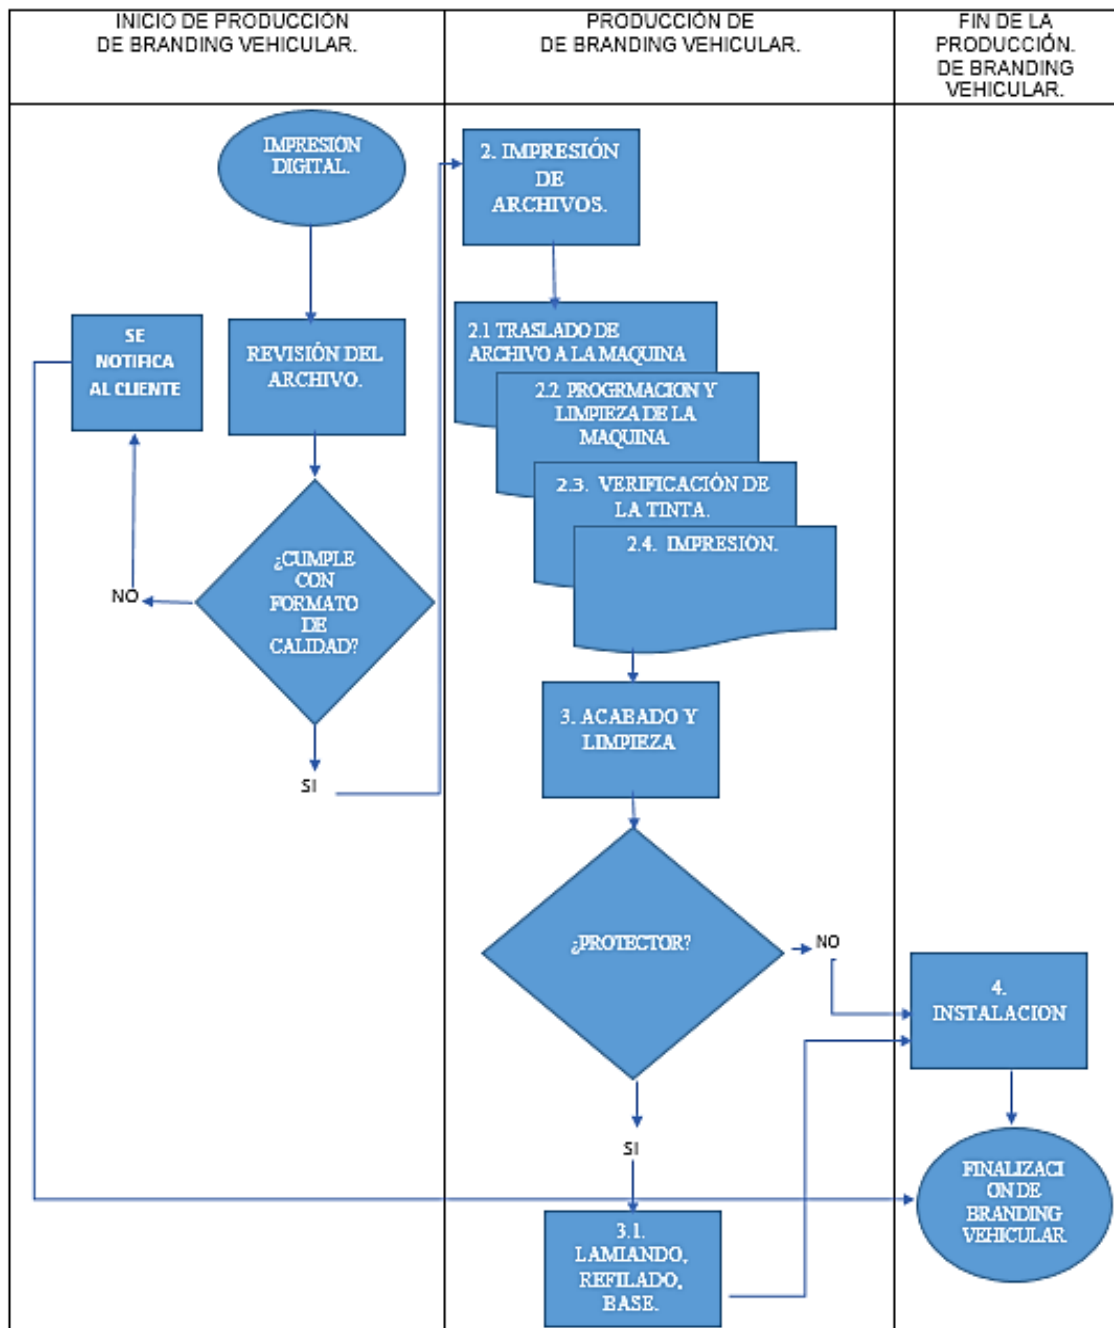 INICIO DE PRODUCCIÓN
DE BRANDING VEHICULAR.
PRODUCCIÓN DE
DE BRANDING VEHICULAR.
FIN DE LA
PRODUCCIÓN.
DE BRANDING
VEHICULAR.
IMPRESIÓN
DIGITAL.
REVISIÓN DEL
ARCHIVO.
SE
NOTIFICA
AL CLIENTE
¿CUMPLE
CON
FORMATO
DE
CALIDAD?
NO
SI
2. IMPRESIÓN
DE
ARCHIVOS.
2.1 TRASLADO DE
ARCHIVO A LA MAQUINA
2.2. PROGRMACION Y
LIMPIEZA DE LA
MAQUINA.
2.3. VERIFICACIÓN DE
LA TINTA.
2.4. IMPRESIÓN.
3. ACABADO Y
LIMPIEZA
¿PROTECTOR?
NO
SI
3.1.
LAMIANDO,
REFILADO,
BASE.
4.
INSTALACION
FINALIZACI
ON DE
BRANDING
VEHICULAR.